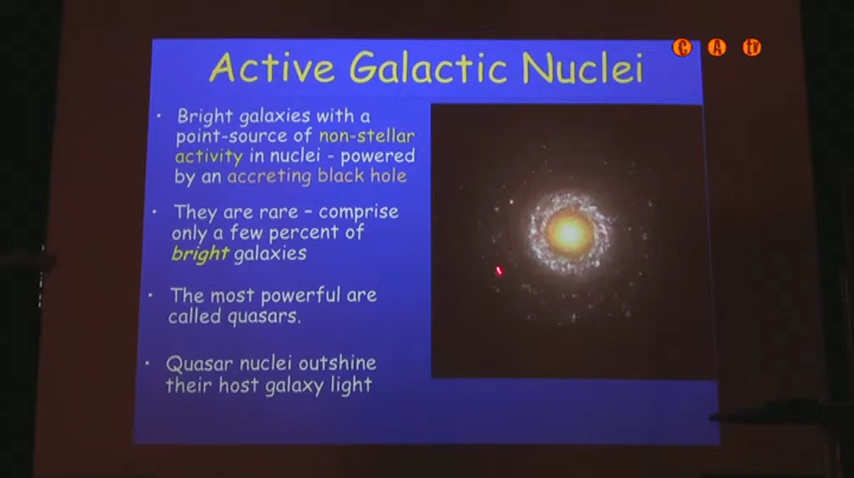 C A tv
Active Galactic Nuclei
• Bright galaxies with a
point-source of non-stellar
activity in nuclei - powered
by an accreting black hole
• They are rare – comprise
only a few percent of
bright galaxies
• The most powerful are
called quasars.
• Quasar nuclei outshine
their host galaxy light